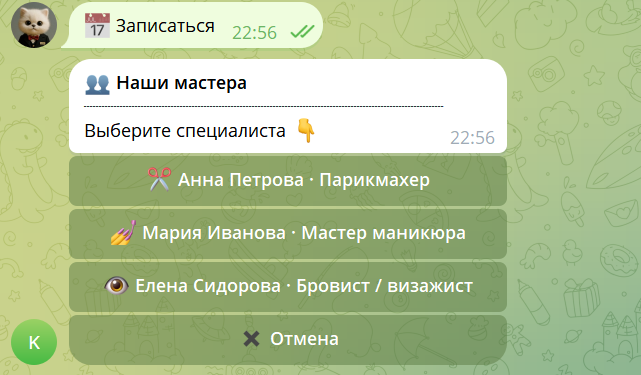 17 Записаться 22:56
👥 Наши мастера
--------------------------------------------------------------------------------
Выберите специалиста 👇 22:56
✂️ Анна Петрова · Парикмахер
💅 Мария Иванова · Мастер маникюра
👁️ Елена Сидорова · Бровист / визажист
✖️ Отмена
K